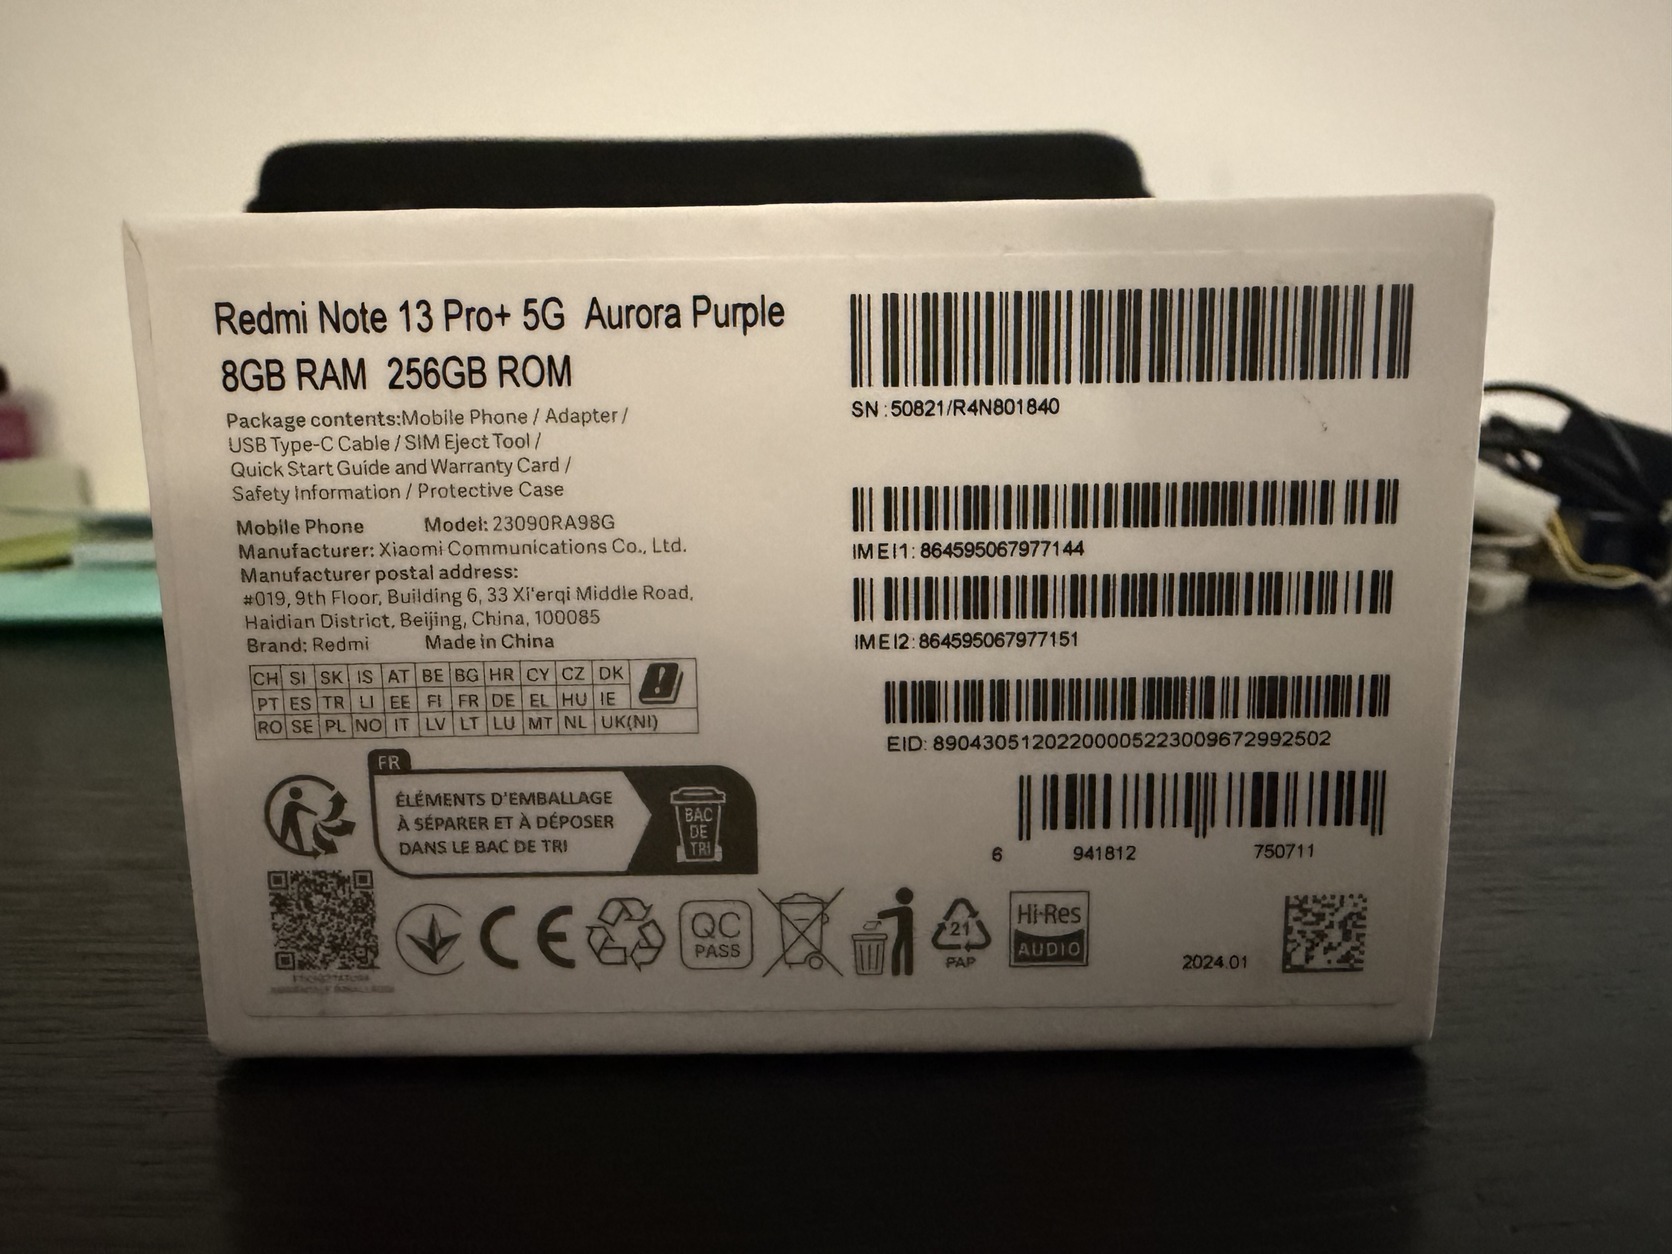 Redmi Note 13 Pro+ 5G Aurora Purple
8GB RAM 256GB ROM
Package contents:Mobile Phone / Adapter /
USB Type-C Cable / SIM Eject Tool /
Quick Start Guide and Warranty Card /
Safety Information / Protective Case
Mobile Phone Model: 23090RA98G
Manufacturer: Xiaomi Communications Co., Ltd.
Manufacturer postal address:
#019, 9th Floor, Building 6, 33 Xi'erqi Middle Road,
Haidian District, Beijing, China, 100085
Brand: Redmi Made in China
CH SI SK IS AT BE BG HR CY CZ DK
PT ES TR LI EE FI FR DE EL HU IE
RO SE PL NO IT LV LT LU MT NL UK(NI)
FR
ÉLÉMENTS D'EMBALLAGE
À SÉPARER ET À DÉPOSER
DANS LE BAC DE TRI
BAC
DE
TRI
SN:50821/R4N801840
IMEI1:864595067977144
IMEI2:864595067977151
EID: 89043051202200005223009672992502
6 941812 750711
CE
QC
PASS
21
PAP
Hi-Res
AUDIO
2024.01